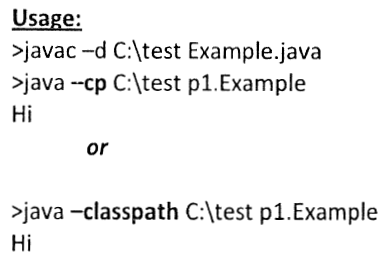 Usage:
>javac –d C:\test Example.java
>java –-cp C:\test p1.Example
Hi
or
>java –classpath C:\test p1.Example
Hi